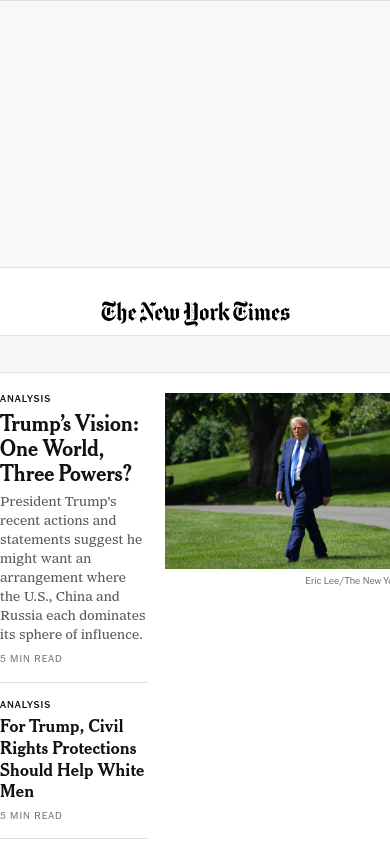 The New York Times
ANALYSIS
Trump's Vision:
One World,
Three Powers?
President Trump's
recent actions and
statements suggest he
might want an
arrangement where
the U.S., China and
Russia each dominates
its sphere of influence.
5 MIN READ
Eric Lee/The New Yo
ANALYSIS
For Trump, Civil
Rights Protections
Should Help White
Men
5 MIN READ